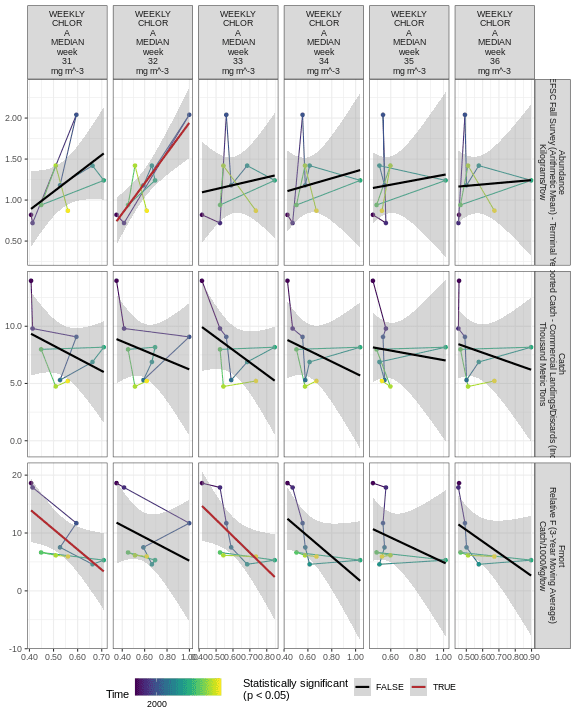 WEEKLY
CHLOR
A
MEDIAN
week
31
mg m^-3
WEEKLY
CHLOR
A
MEDIAN
week
32
mg m^-3
WEEKLY
CHLOR
A
MEDIAN
week
33
mg m^-3
WEEKLY
CHLOR
A
MEDIAN
week
34
mg m^-3
WEEKLY
CHLOR
A
MEDIAN
week
35
mg m^-3
WEEKLY
CHLOR
A
MEDIAN
week
36
mg m^-3
2.00
1.50
1.00
0.50
Abundance
Fall Survey (Arithmetic Mean) - Terminal
Kilograms/tow
10.0
5.0
0.0
Catch
Catch - Commercial Landings/Discards
Thousand Metric Tons
20
10
0
-10
Fmort
Relative F (3-Year Moving Average)
Catch/1000/kg/tow
0.40 0.50 0.60 0.70
0.40 0.60 0.80 1.00
0.400.500.600.700.80
0.40 0.60 0.80 1.00
0.60 0.80 1.00
0.500.600.700.800.90
Time
2000
Statistically significant
(p < 0.05)
FALSE
TRUE